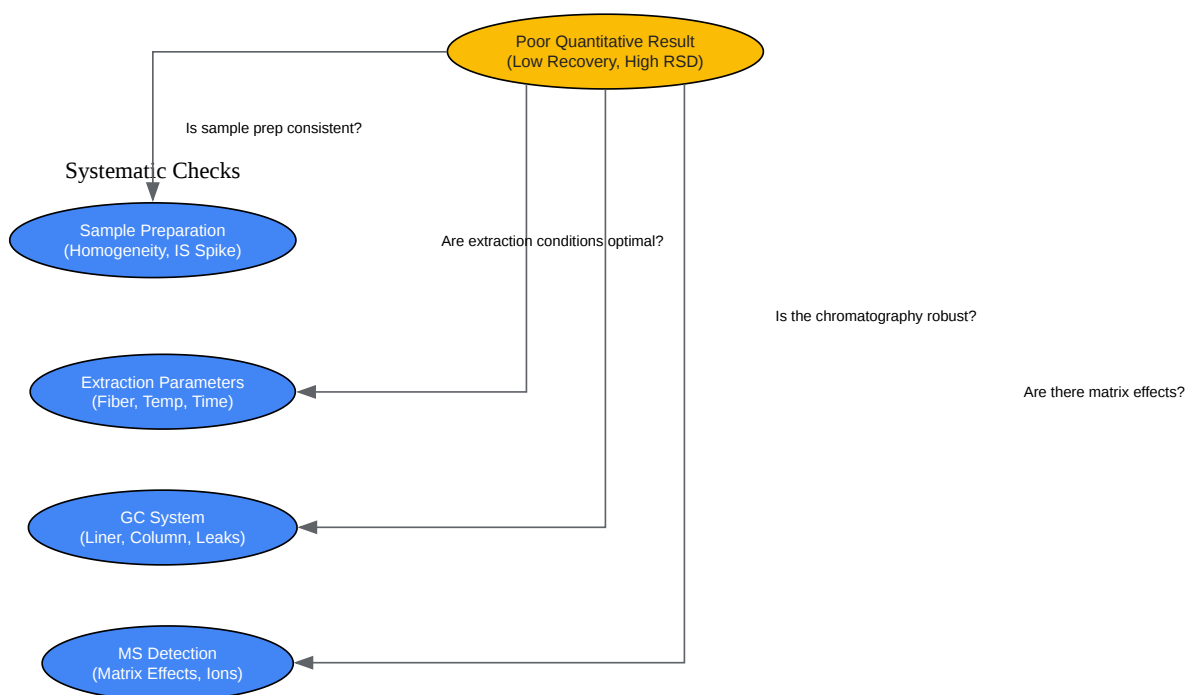 Poor Quantitative Result
(Low Recovery, High RSD)
Is sample prep consistent?
Systematic Checks
Sample Preparation
(Homogeneity, IS Spike)
Are extraction conditions optimal?
Is the chromatography robust?
Extraction Parameters
(Fiber, Temp, Time)
Are there matrix effects?
GC System
(Liner, Column, Leaks)
MS Detection
(Matrix Effects, Ions)